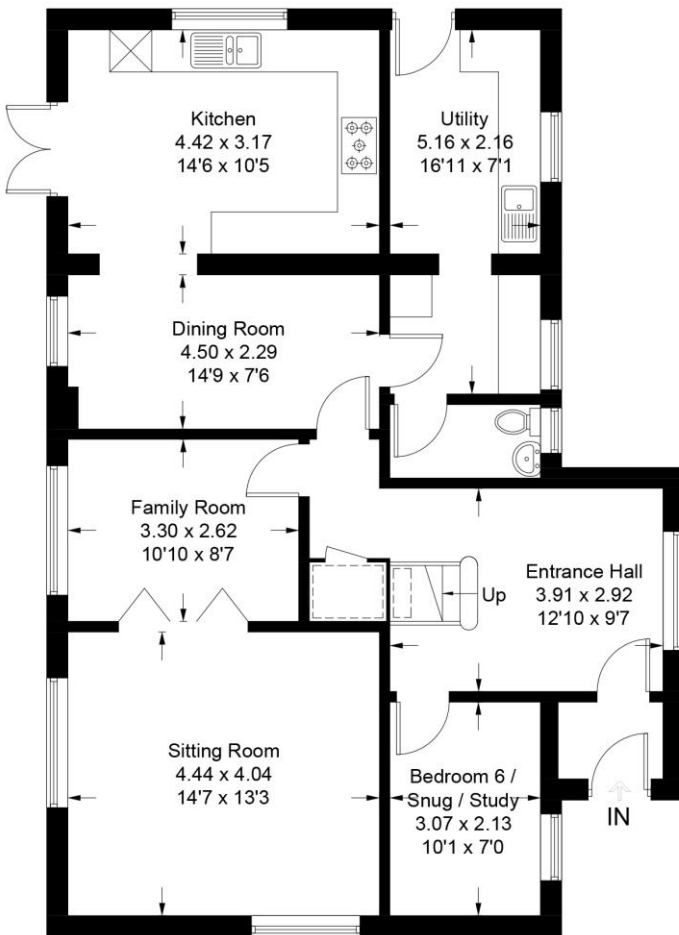 Kitchen
4.42 x 3.17
14'6 x 10'5
Utility
5.16 x 2.16
16'11 x 7'1
Dining Room
4.50 x 2.29
14'9 x 7'6
Family Room
3.30 x 2.62
10'10 x 8'7
Up
Entrance Hall
3.91 x 2.92
12'10 x 9'7
Sitting Room
4.44 x 4.04
14'7 x 13'3
Bedroom 6 /
Snug / Study
3.07 x 2.13
10'1 x 7'0
IN